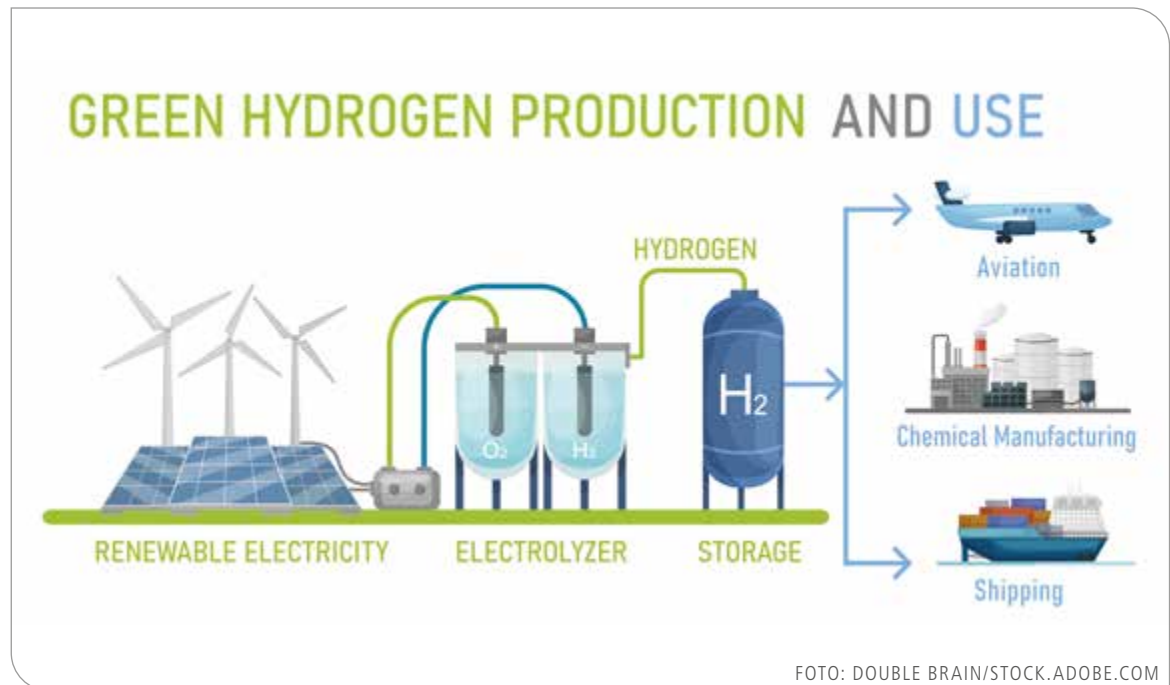 GREEN HYDROGEN PRODUCTION AND USE
HYDROGEN
Aviation
O2
H2
H2
Chemical Manufacturing
RENEWABLE ELECTRICITY
ELECTROLYZER
STORAGE
Shipping
FOTO: DOUBLE BRAIN/STOCK.ADOBE.COM